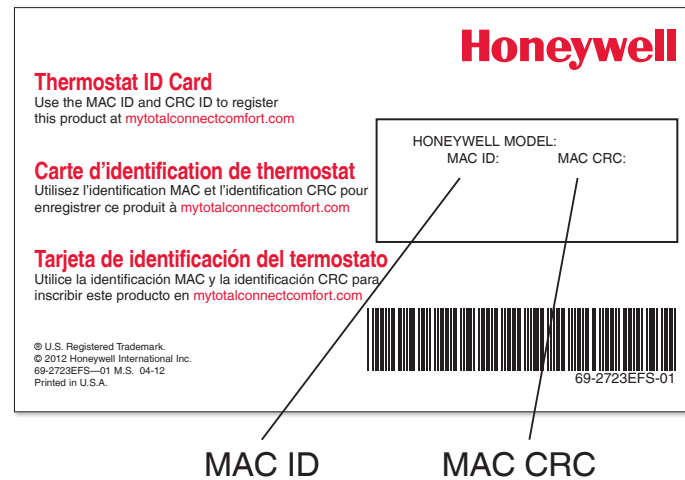 Honeywell
Thermostat ID Card
Use the MAC ID and CRC ID to register
this product at mytotalconnectcomfort.com
HONEYWELL MODEL:
MAC ID: MAC CRC:
Carte d'identification de thermostat
Utilisez l'identification MAC et l'identification CRC pour
enregistrer ce produit à mytotalconnectcomfort.com
Tarjeta de identificación del termostato
Utilice la identificación MAC y la identificación CRC para
inscribir este producto en mytotalconnectcomfort.com
® U.S. Registered Trademark.
© 2012 Honeywell International Inc.
69-2723EFS—01 M.S. 04-12
Printed in U.S.A.
69-2723EFS-01
MAC ID MAC CRC